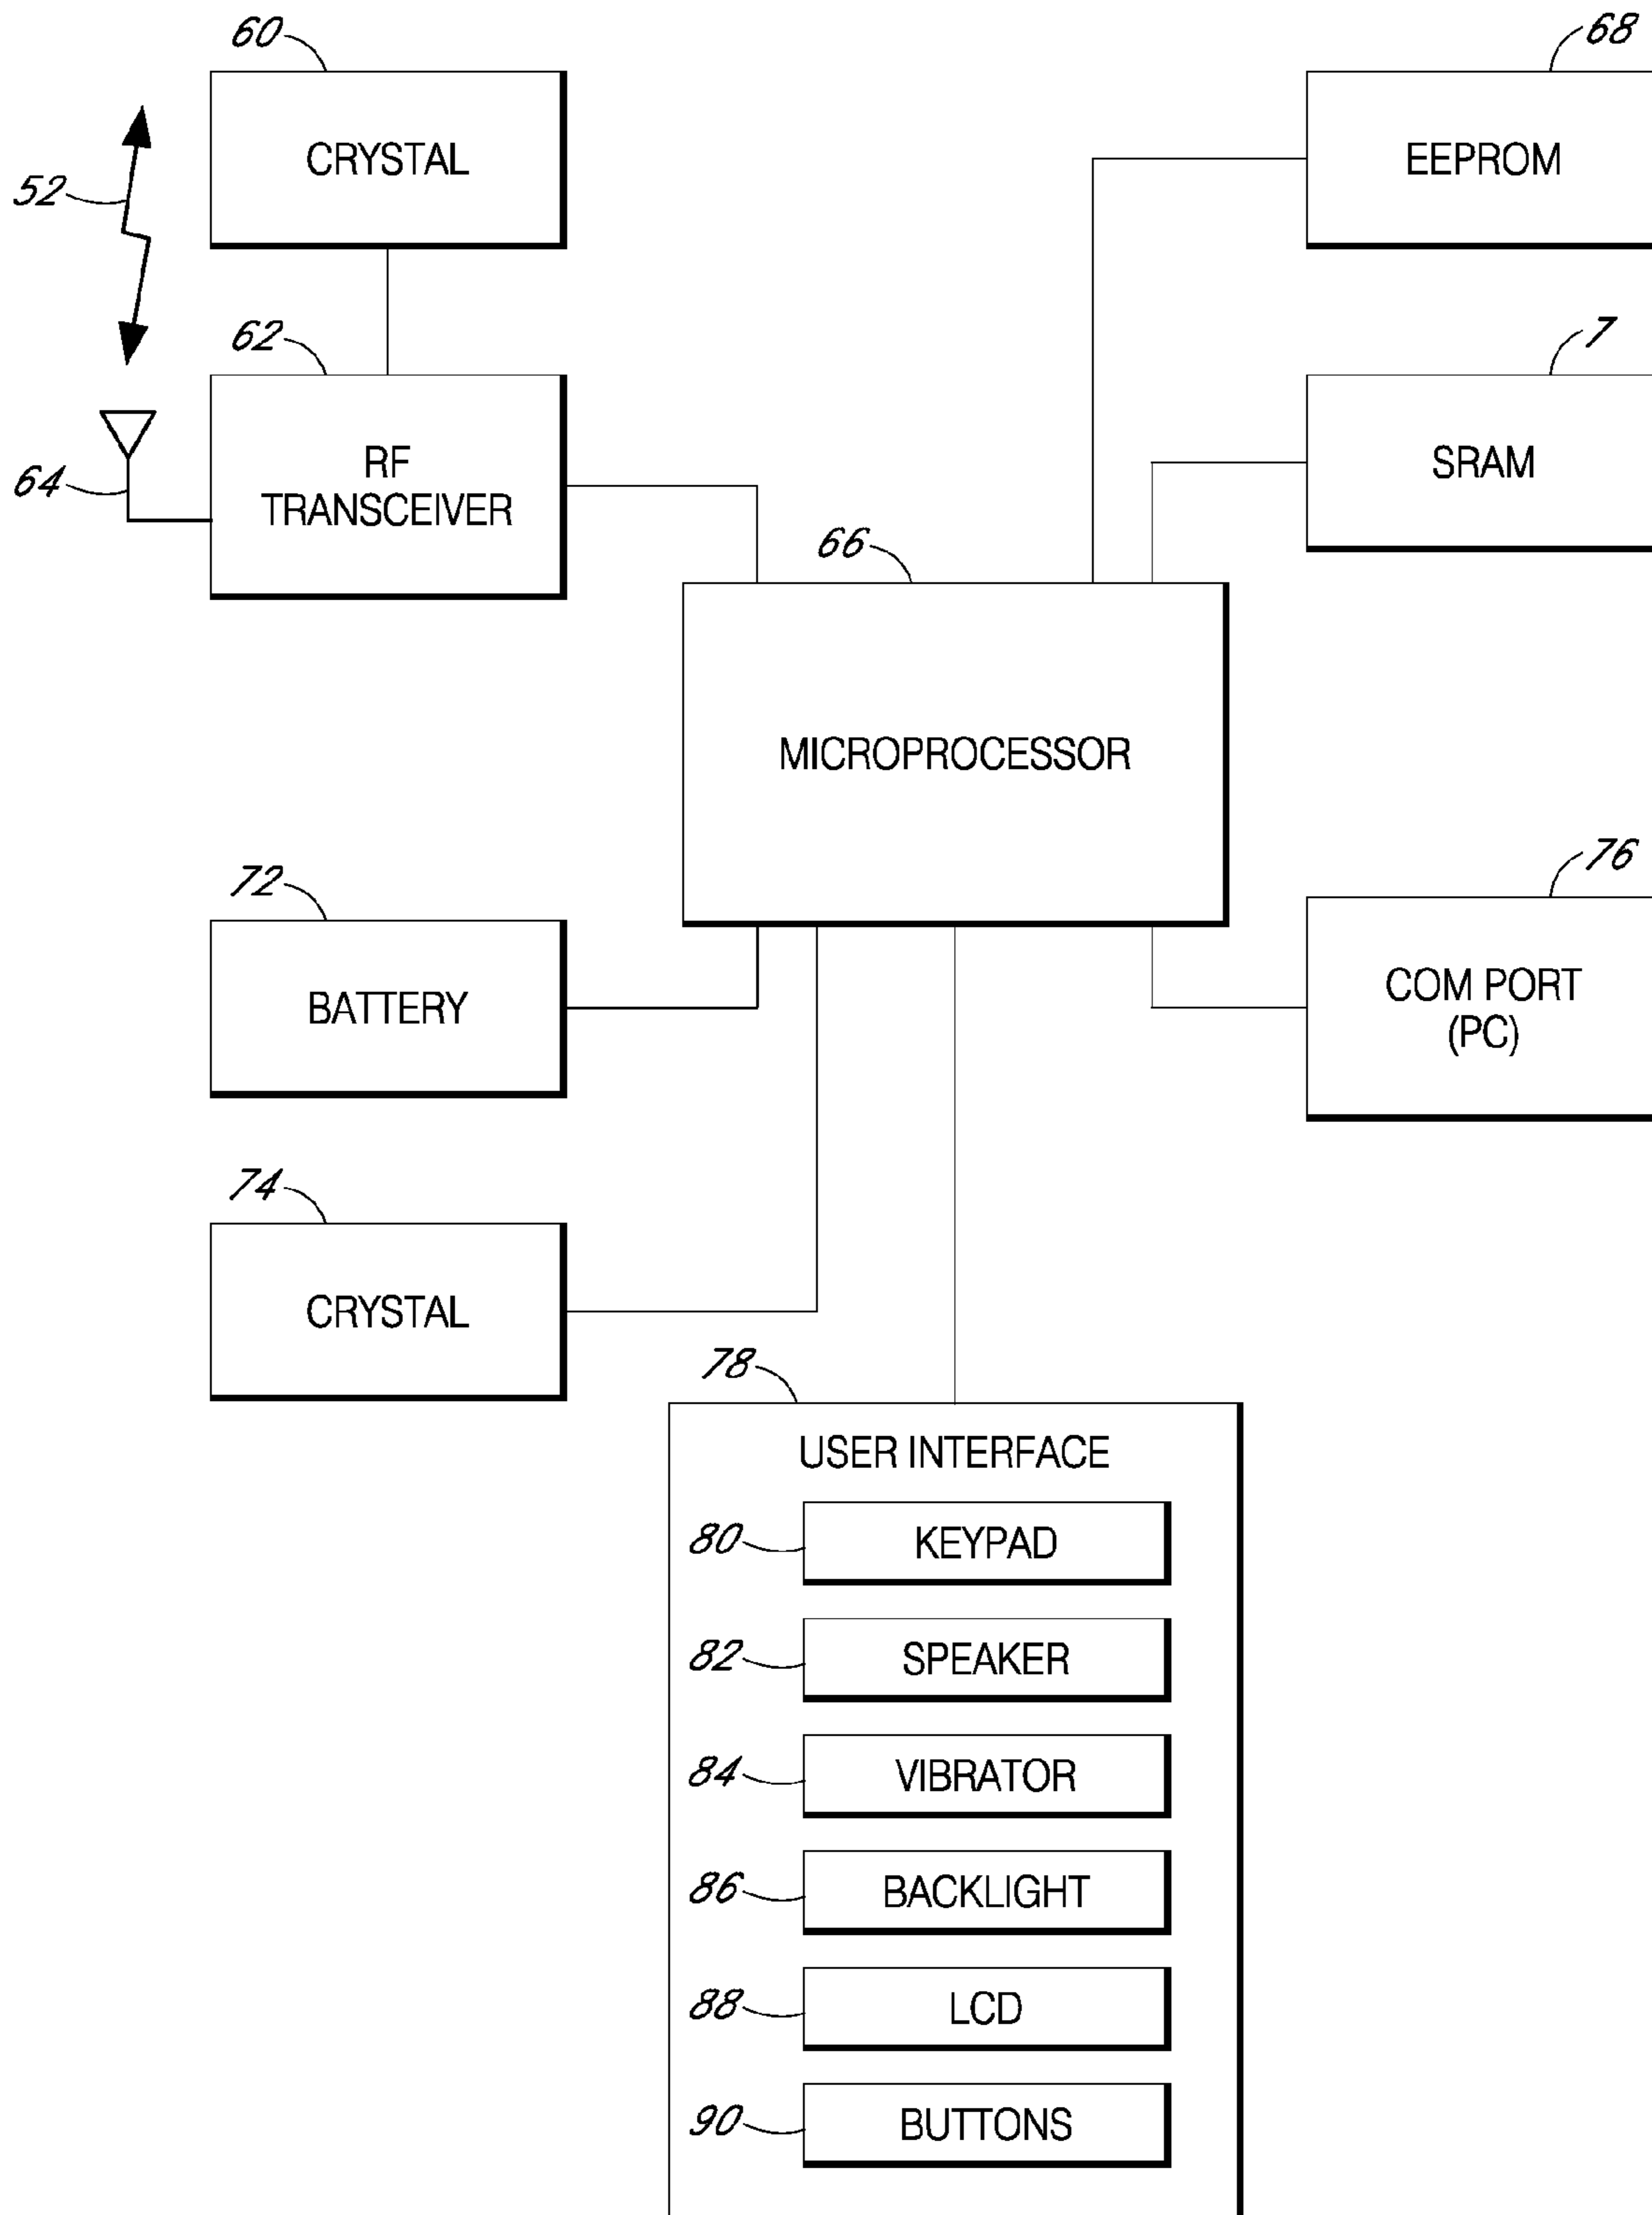 60
CRYSTAL
52
62
RF
TRANSCEIVER
64
68
EEPROM
7
SRAM
66
MICROPROCESSOR
72
BATTERY
76
COM PORT
(PC)
74
CRYSTAL
78
USER INTERFACE
80
KEYPAD
82
SPEAKER
84
VIBRATOR
86
BACKLIGHT
88
LCD
90
BUTTONS